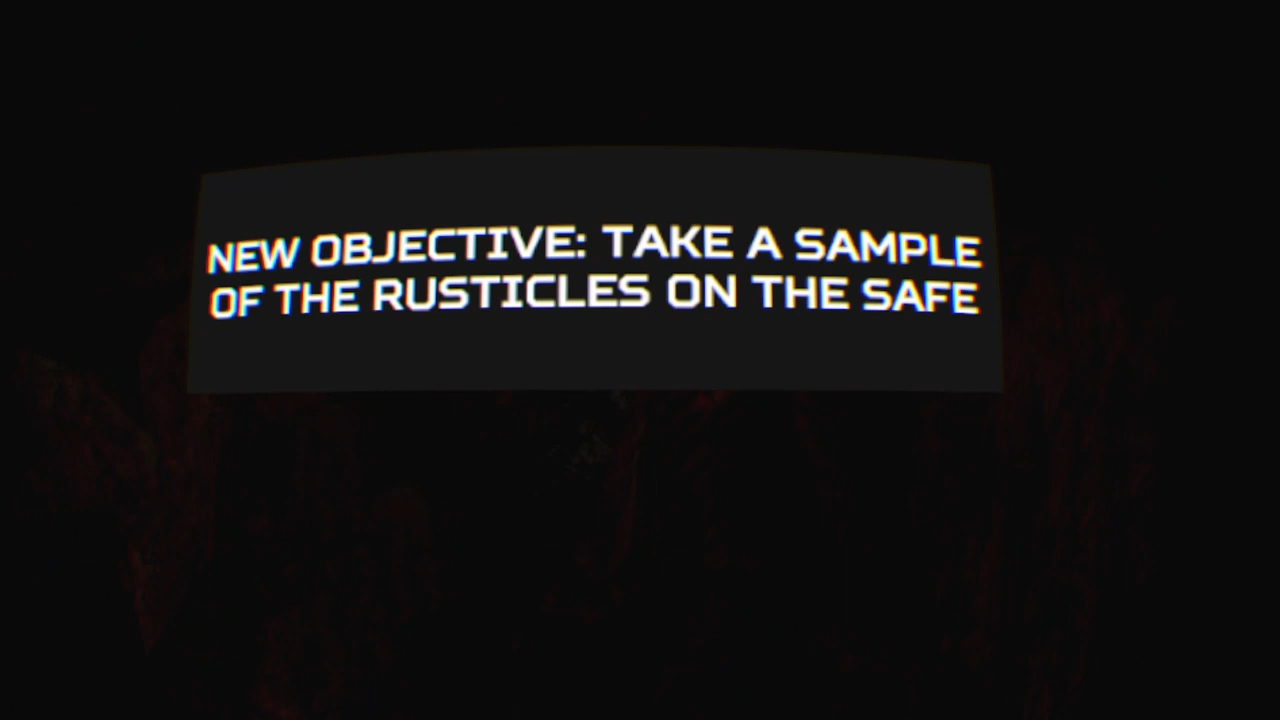 NEW OBJECTIVE: TAKE A SAMPLE
OF THE RUSTICLES ON THE SAFE